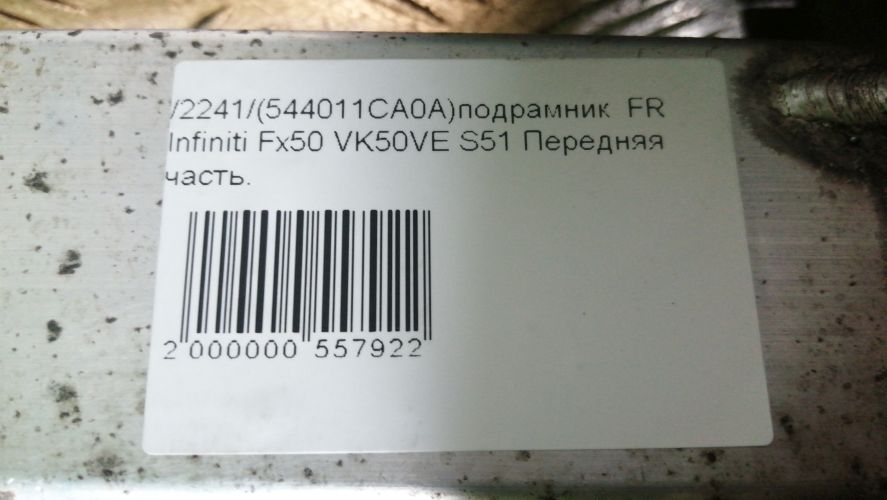 /2241/(544011CA0A)подрамник FR
Infiniti Fx50 VK50VE S51 Передняя
часть.
2 000000 557922